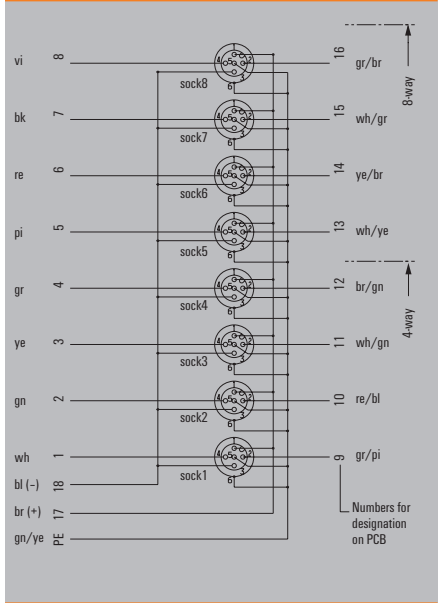 vi 8 16 gr/br
sock8
8-way
bk 7 15 wh/gr
sock7
re 6 14 ye/br
sock6
pi 5 13 wh/ye
sock5
gr 4 12 br/gn
sock4
4-way
ye 3 11 wh/gn
sock3
gn 2 10 re/bl
sock2
wh 1 9 gr/pi
sock1
bl (–) 18
br (+) 17
gn/ye PE
Numbers for
designation
on PCB